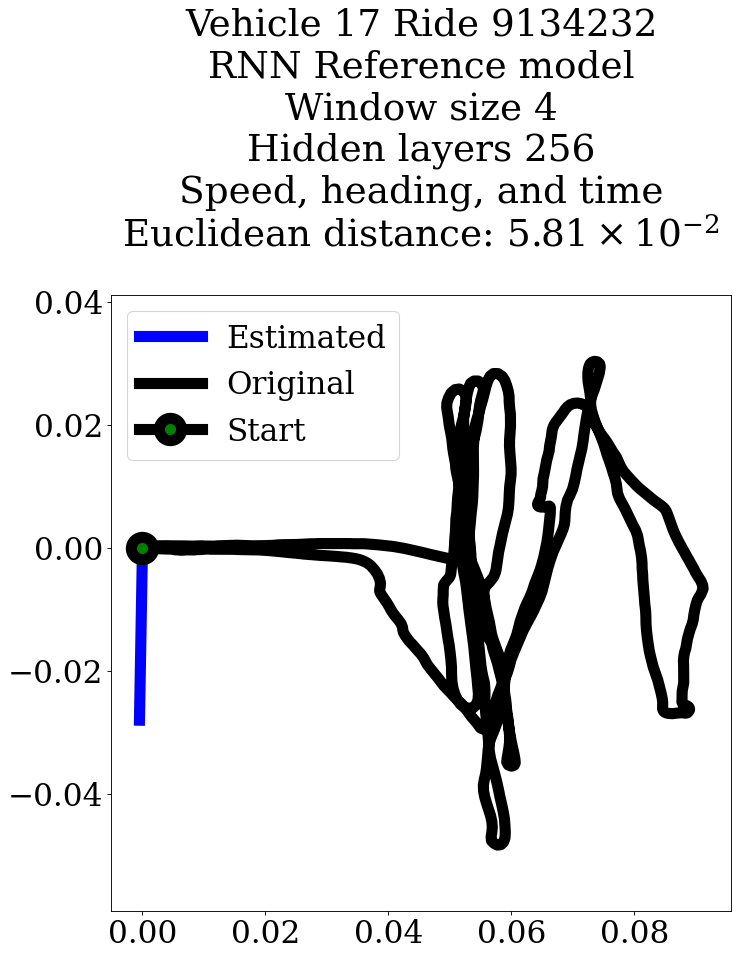 Vehicle 17 Ride 9134232
RNN Reference model
Window size 4
Hidden layers 256
Speed, heading, and time
Euclidean distance: 5.81 × 10⁻²
Estimated
Original
Start
0.04
0.02
0.00
−0.02
−0.04
0.00 0.02 0.04 0.06 0.08